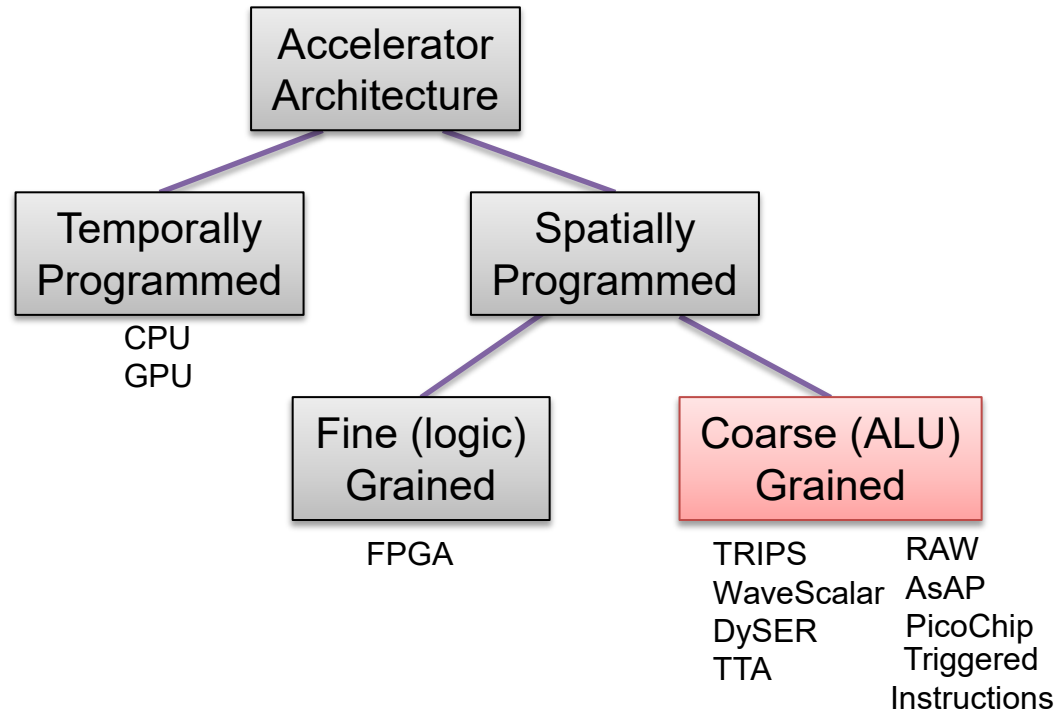 Accelerator
Architecture
Temporally
Programmed
Spatially
Programmed
CPU
GPU
Fine (logic)
Grained
Coarse (ALU)
Grained
FPGA
TRIPS
WaveScalar
DySER
TTA
RAW
AsAP
PicoChip
Triggered
Instructions